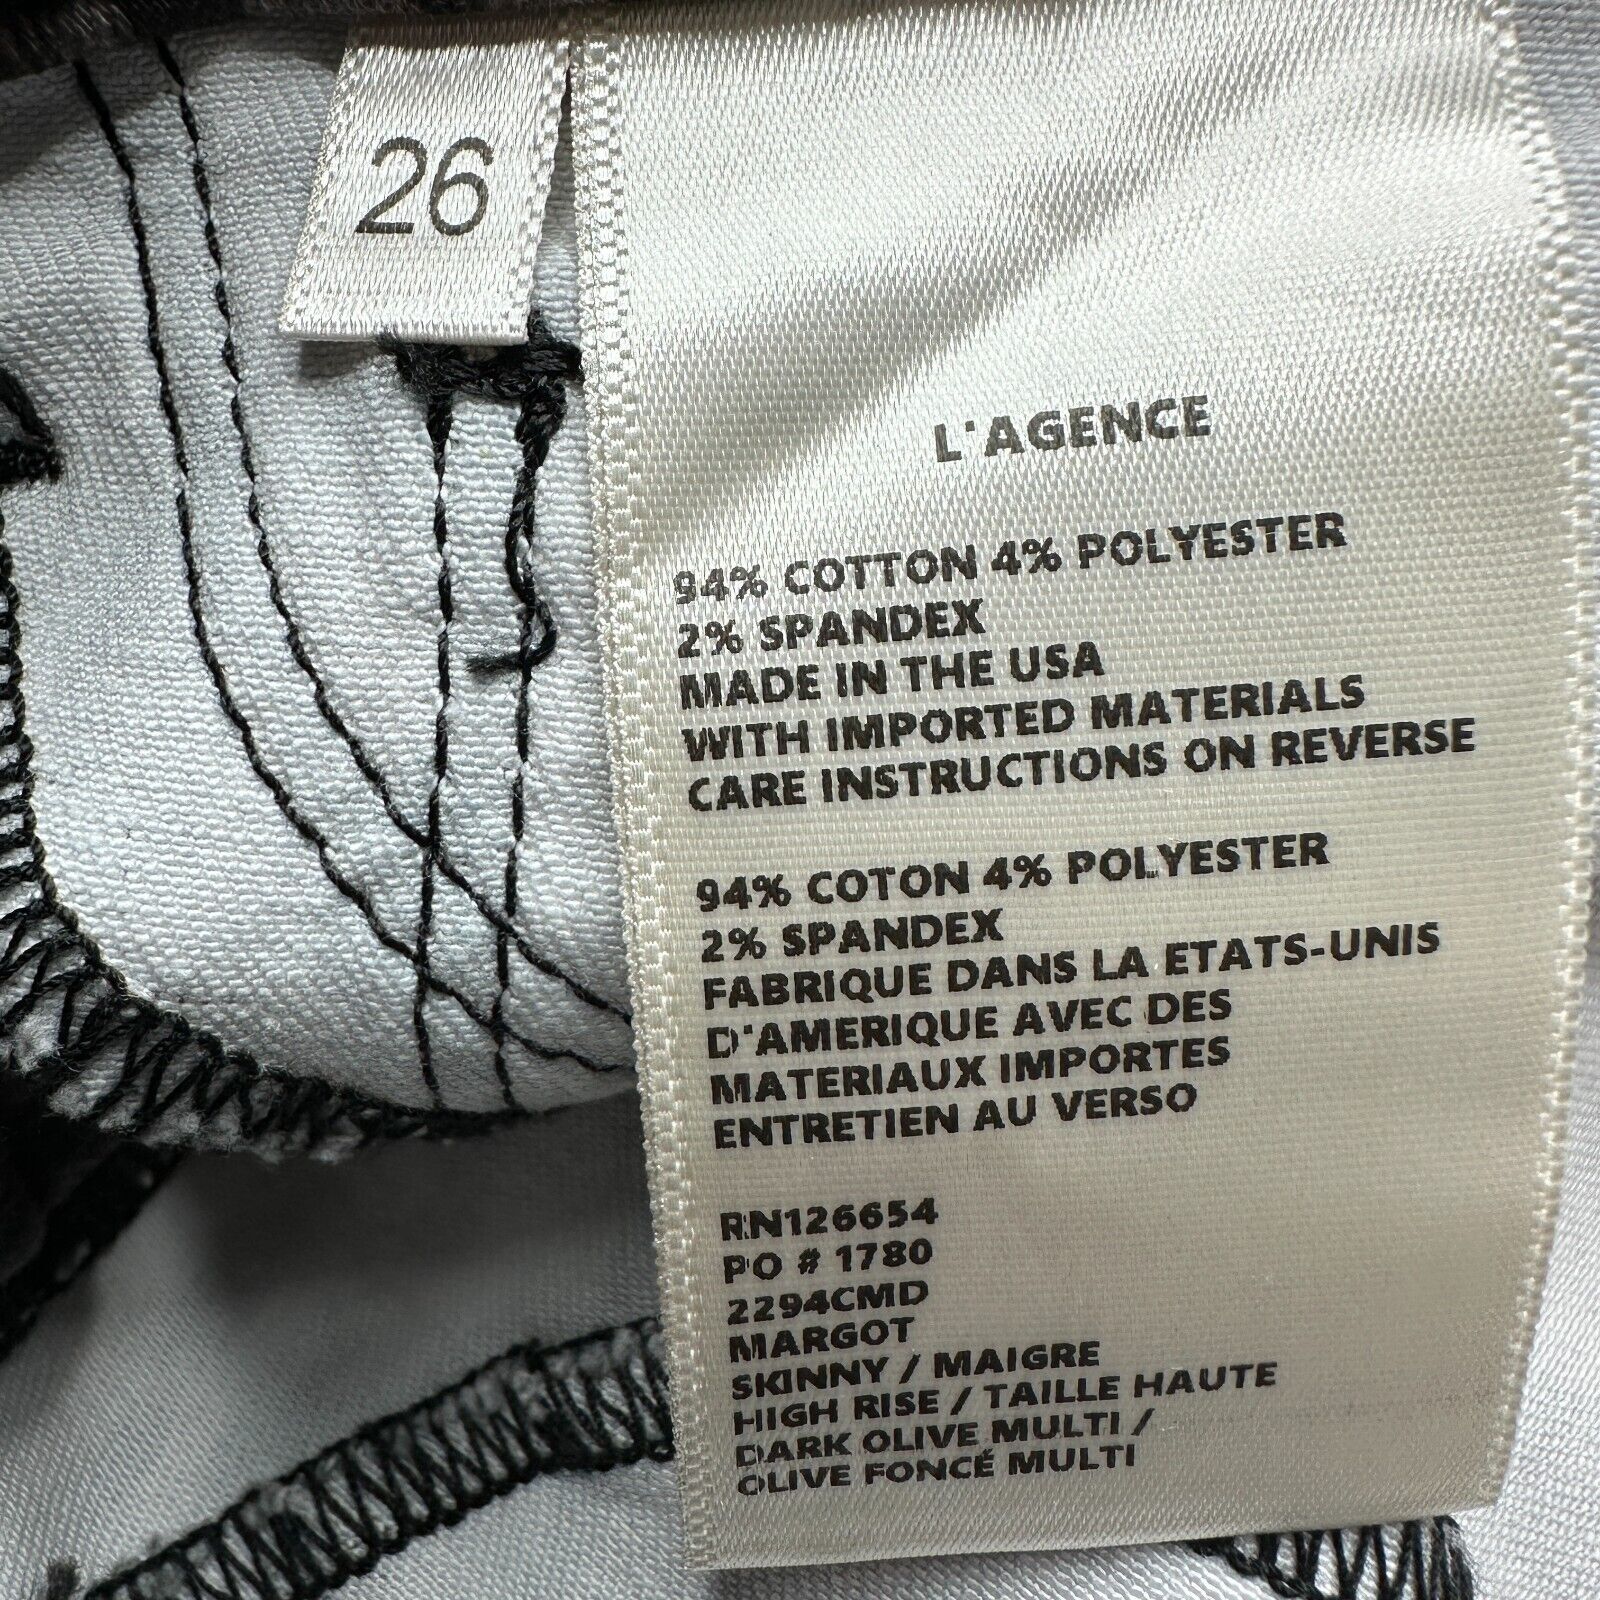 26
L'AGENCE
94% COTTON 4% POLYESTER
2% SPANDEX
MADE IN THE USA
WITH IMPORTED MATERIALS
CARE INSTRUCTIONS ON REVERSE
94% COTON 4% POLYESTER
2% SPANDEX
FABRIQUE DANS LA ETATS-UNIS
D'AMERIQUE AVEC DES
MATERIAUX IMPORTES
ENTRETIEN AU VERSO
RN126654
PO # 1780
2294CMD
MARGOT
SKINNY / MAIGRE
HIGH RISE / TAILLE HAUTE
DARK OLIVE MULTI /
OLIVE FONCÉ MULTI